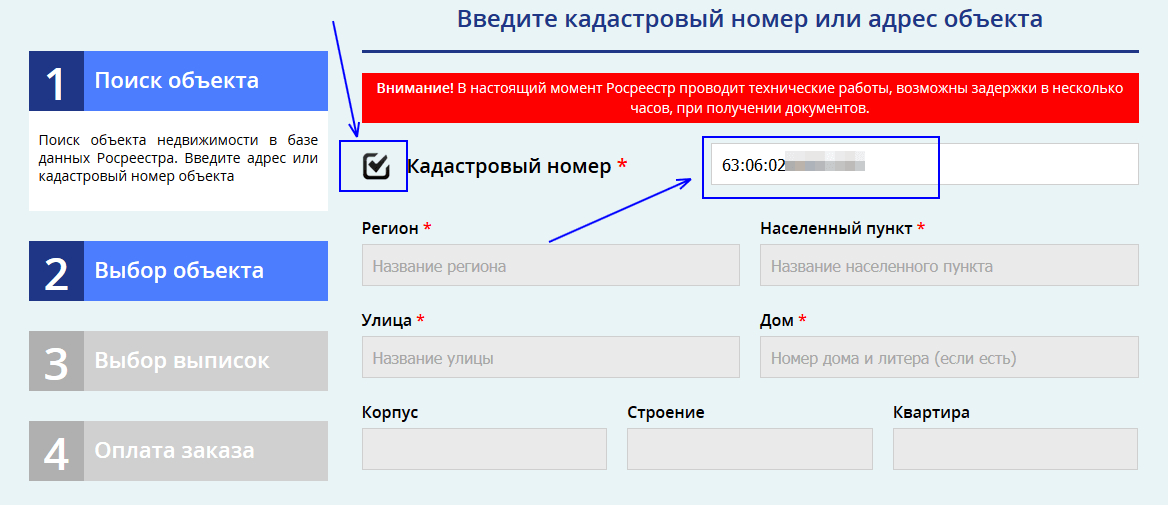 Введите кадастровый номер или адрес объекта
1 Поиск объекта
Поиск объекта недвижимости в базе
данных Росреестра. Введите адрес или
кадастровый номер объекта
2 Выбор объекта
3 Выбор выписок
4 Оплата заказа
Внимание! В настоящий момент Росреестр проводит технические работы, возможны задержки в несколько
часов, при получении документов.
Кадастровый номер *
63:06:02
Регион *
Населенный пункт *
Название региона
Название населенного пункта
Улица *
Дом *
Название улицы
Номер дома и литера (если есть)
Корпус
Строение
Квартира